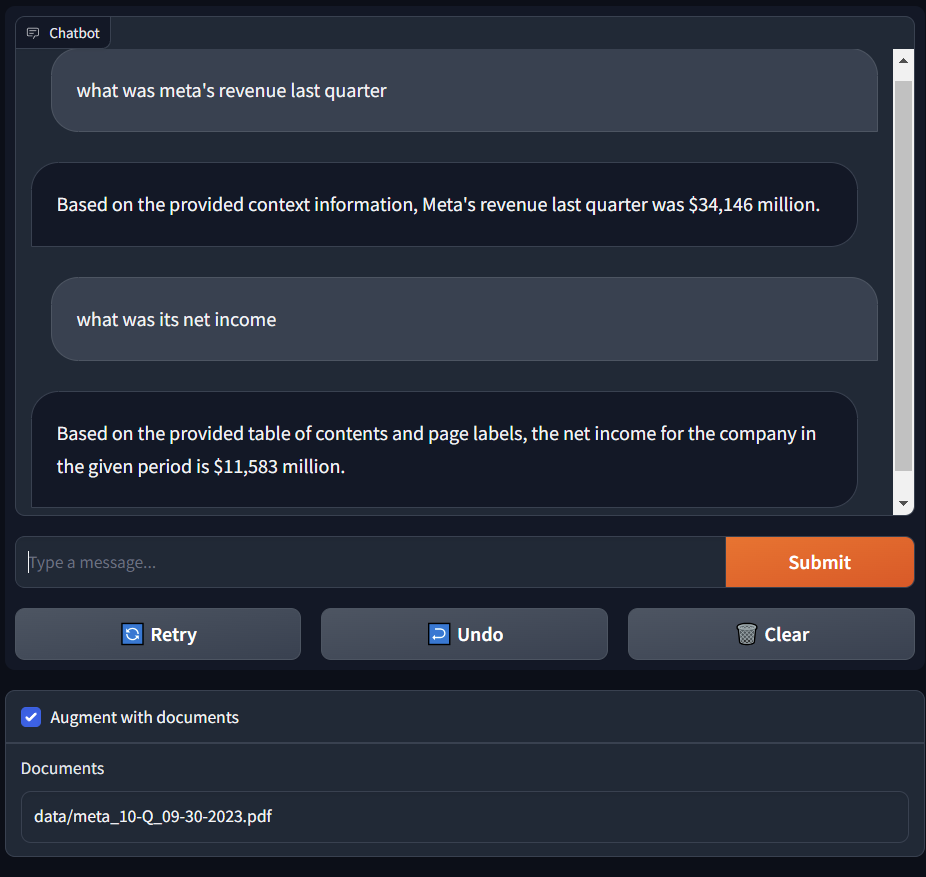 Chatbot
what was meta's revenue last quarter
Based on the provided context information, Meta's revenue last quarter was $34,146 million.
what was its net income
Based on the provided table of contents and page labels, the net income for the company in
the given period is $11,583 million.
Type a message...
Submit
Retry
Undo
Clear
Augment with documents
Documents
data/meta_10-Q_09-30-2023.pdf